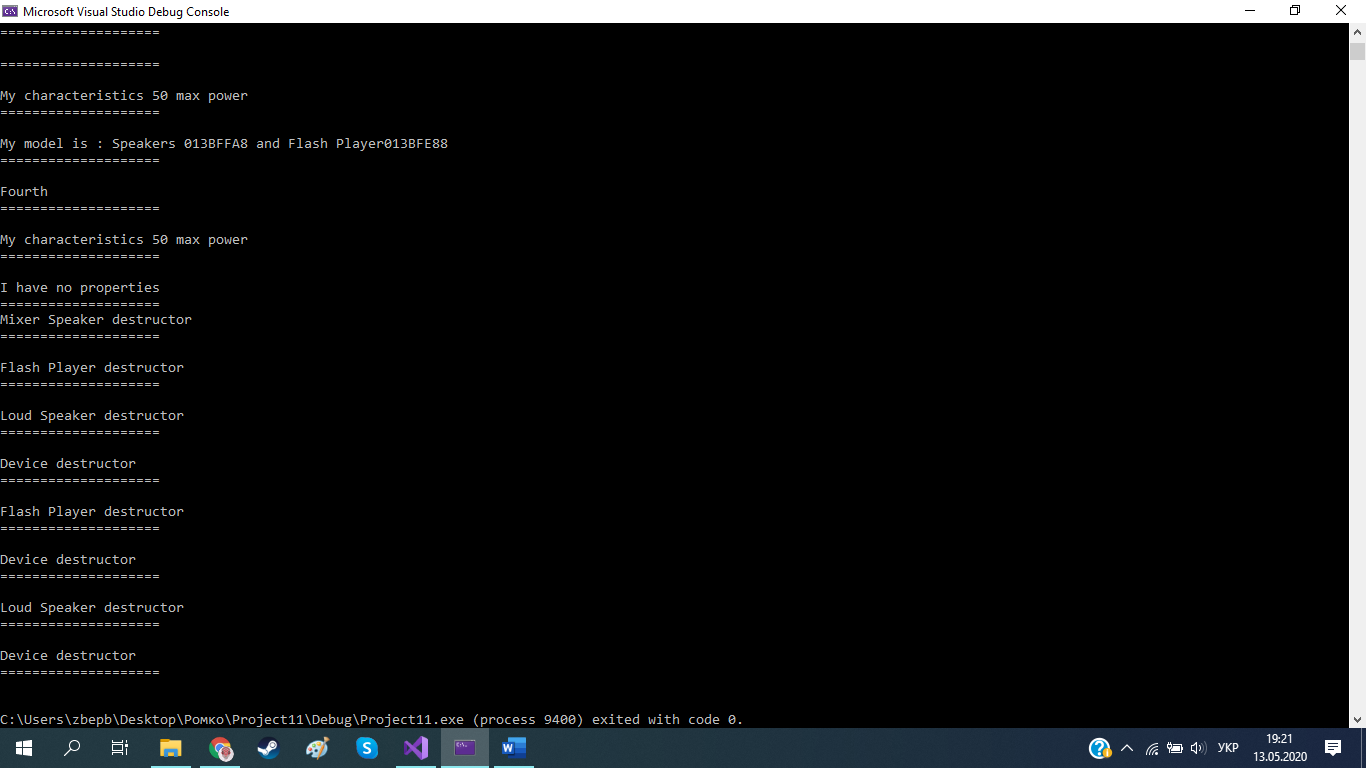 Microsoft Visual Studio Debug Console
====================
====================
My characteristics 50 max power
====================
My model is : Speakers 013BFFA8 and Flash Player013BFE88
====================
Fourth
====================
My characteristics 50 max power
====================
I have no properties
====================
Mixer Speaker destructor
====================
Flash Player destructor
====================
Loud Speaker destructor
====================
Device destructor
====================
Flash Player destructor
====================
Device destructor
====================
Loud Speaker destructor
====================
Device destructor
====================
C:\Users\zbepb\Desktop\Ромко\Project11\Debug\Project11.exe (process 9400) exited with code 0.
УКР
19:21
13.05.2020